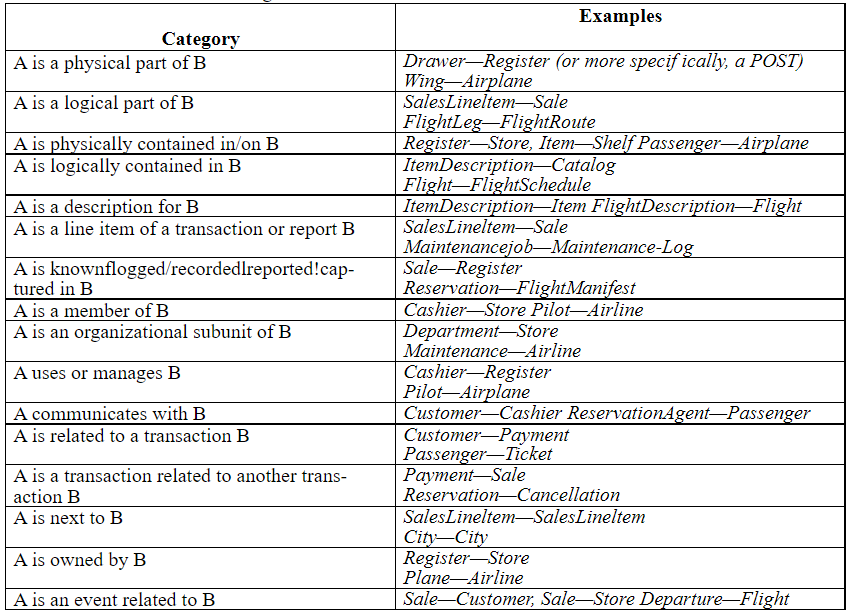 Examples
Category
A is a physical part of B
Drawer—Register (or more specif ically, a POST)
Wing—Airplane
A is a logical part of B
SalesLineltem—Sale
FlightLeg—FlightRoute
A is physically contained in/on B
Register—Store, Item—Shelf Passenger—Airplane
A is logically contained in B
ItemDescription—Catalog
Flight—FlightSchedule
A is a description for B
ItemDescription—Item FlightDescription—Flight
A is a line item of a transaction or report B
SalesLineltem—Sale
Maintenancejob—Maintenance-Log
A is knownflogged/recordedlreported!cap-
tured in B
Sale—Register
Reservation—FlightManifest
A is a member of B
Cashier—Store Pilot—Airline
A is an organizational subunit of B
Department—Store
Maintenance—Airline
A uses or manages B
Cashier—Register
Pilot—Airplane
A communicates with B
Customer—Cashier ReservationAgent—Passenger
A is related to a transaction B
Customer—Payment
Passenger—Ticket
A is a transaction related to another trans-
action B
Payment—Sale
Reservation—Cancellation
A is next to B
SalesLineltem—SalesLineltem
City—City
A is owned by B
Register—Store
Plane—Airline
A is an event related to B
Sale—Customer, Sale—Store Departure—Flight